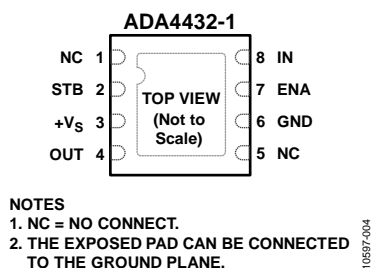 ADA4432-1
NC 1
STB 2
+VS 3
OUT 4
TOP VIEW
(Not to
Scale)
8 IN
7 ENA
6 GND
5 NC
NOTES
1. NC = NO CONNECT.
2. THE EXPOSED PAD CAN BE CONNECTED
TO THE GROUND PLANE.
10597-004